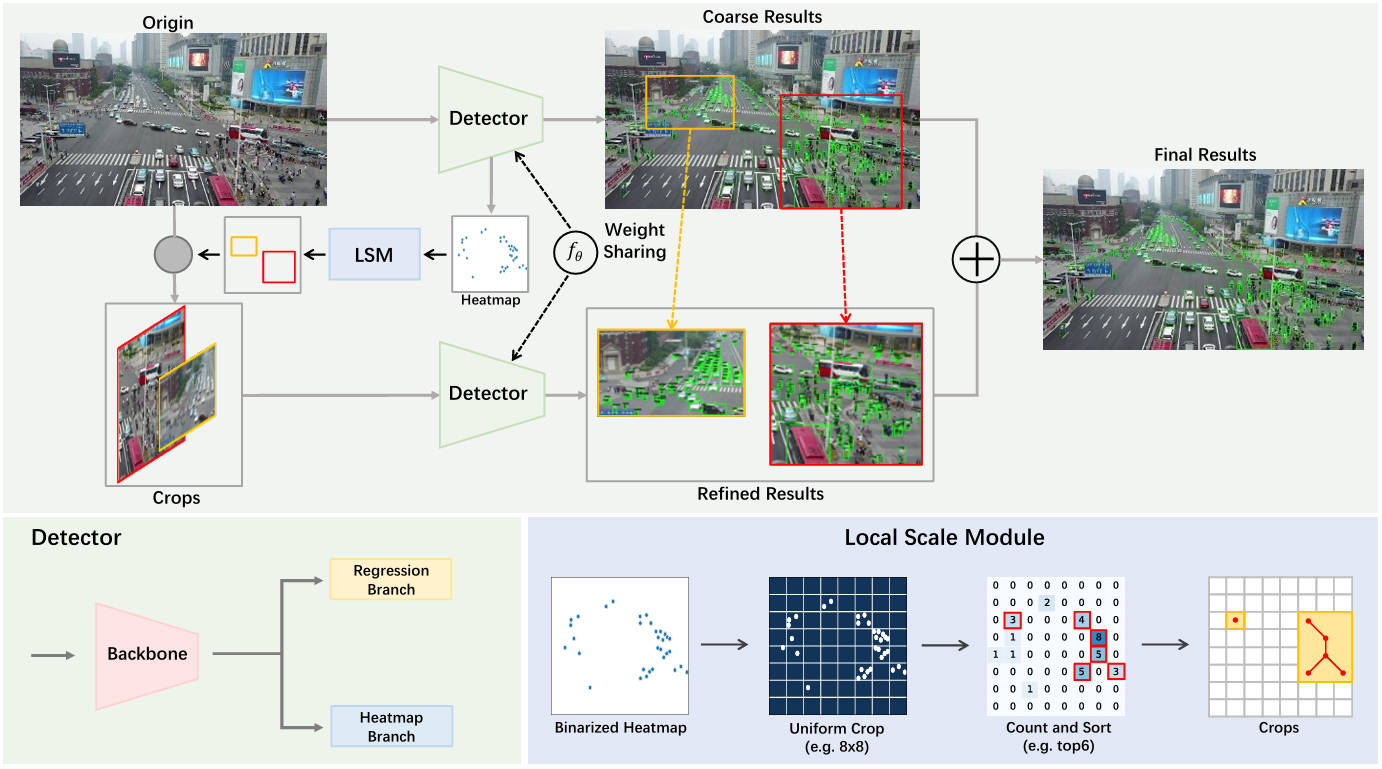 Origin
Coarse Results
Detector
Final Results
Weight
Sharing
fθ
LSM
Heatmap
Detector
Crops
Refined Results
Detector
Regression
Branch
Backbone
Heatmap
Branch
Local Scale Module
0 0 0 0 0 0 0 0
0 0 0 2 0 0 0 0
0 3 0 0 0 4 0 0
0 1 0 0 0 0 8 0
1 1 0 0 0 0 5 0
0 0 0 0 0 5 0 3
0 0 1 0 0 0 0 0
0 0 0 0 0 0 0 0
Binarized Heatmap
Uniform Crop
(e.g. 8x8)
Count and Sort
(e.g. top6)
Crops